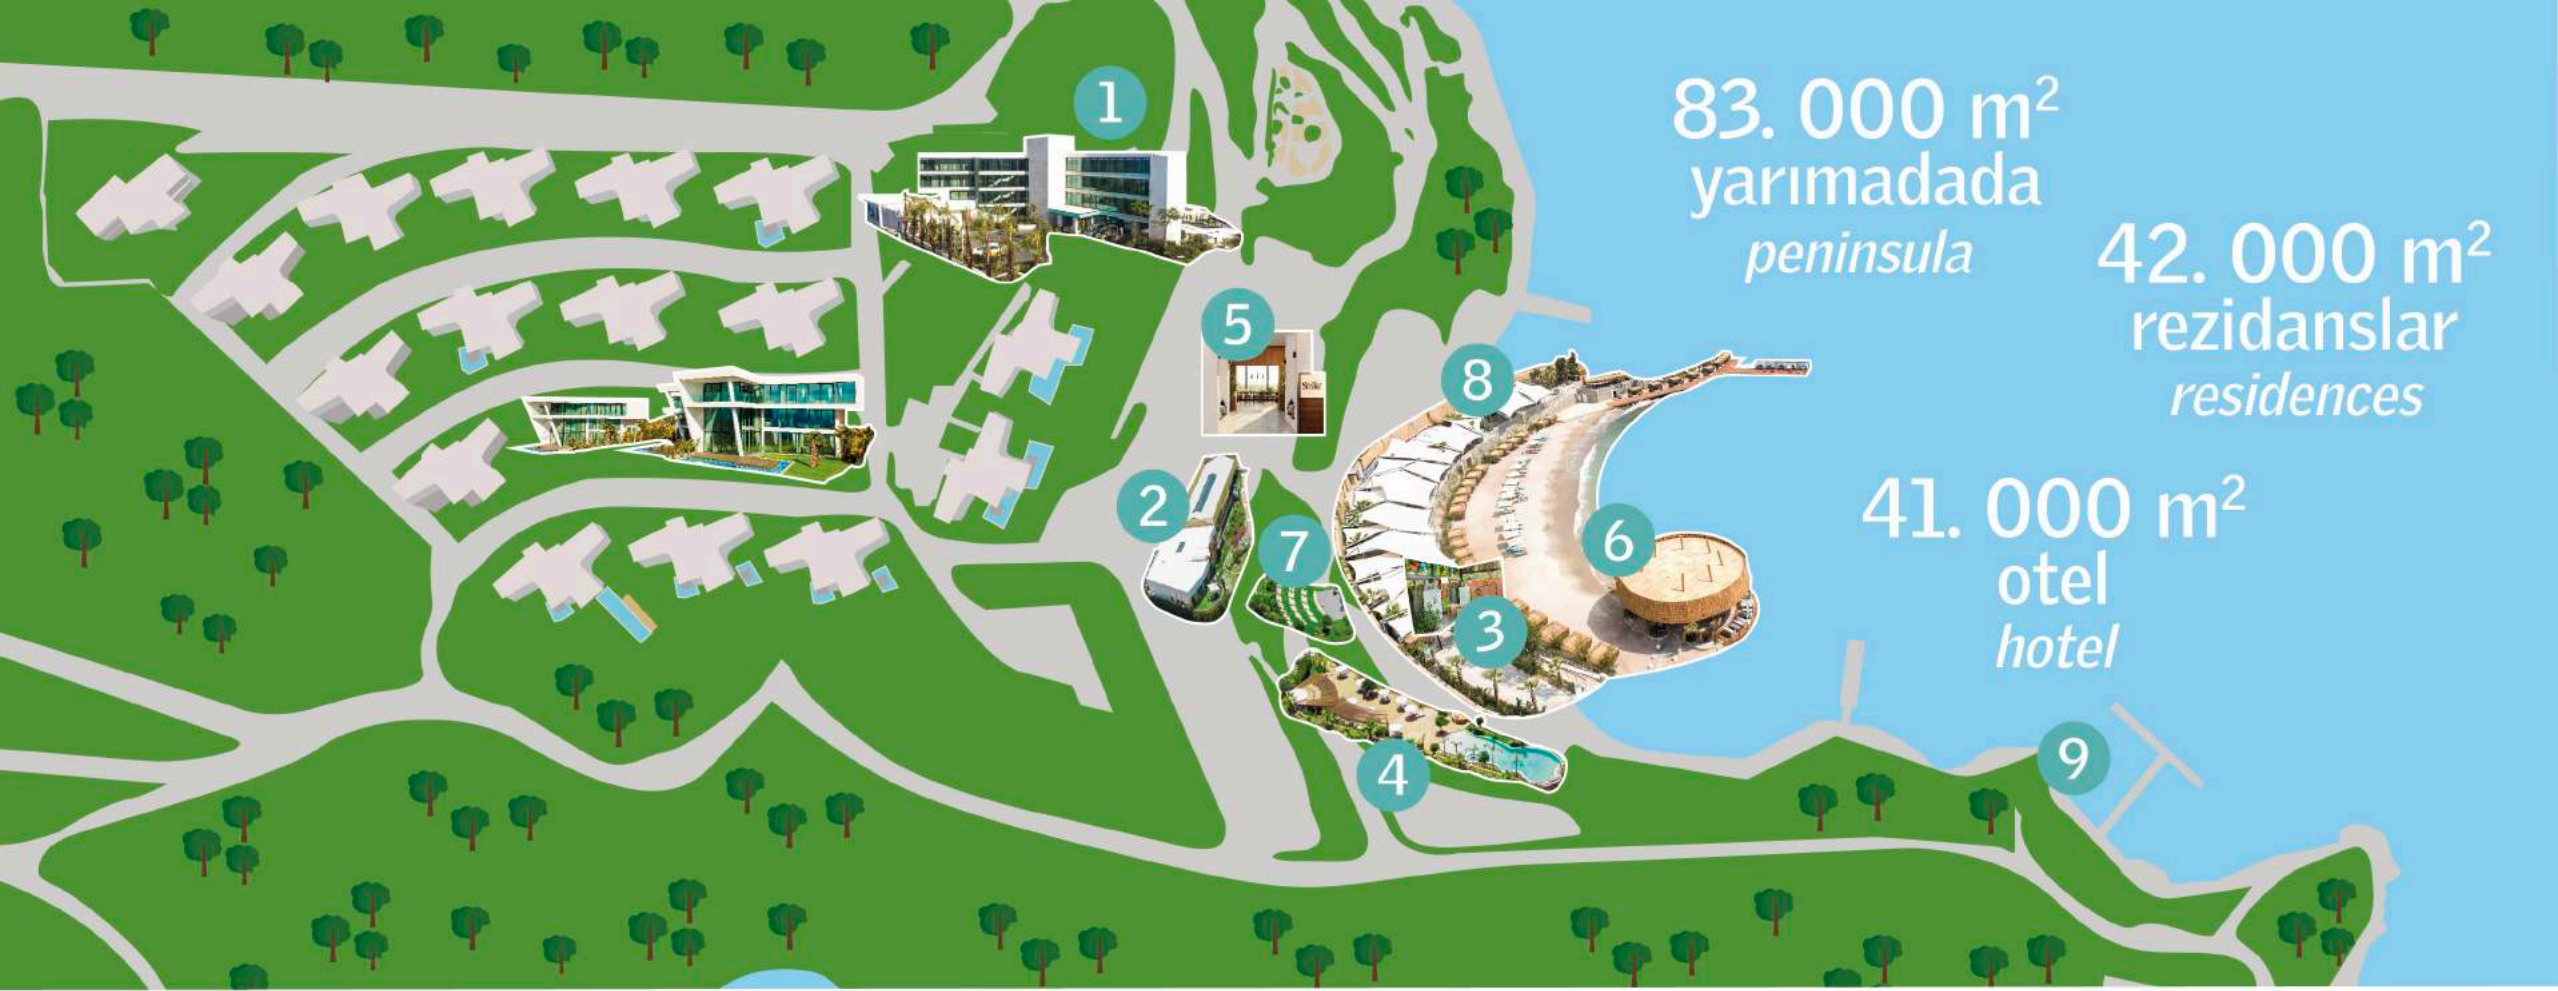 83. 000 m²
yarımadada
peninsula
42. 000 m²
rezidanslar
residences
41. 000 m²
otel
hotel
1
5
8
2
7
6
3
4
9